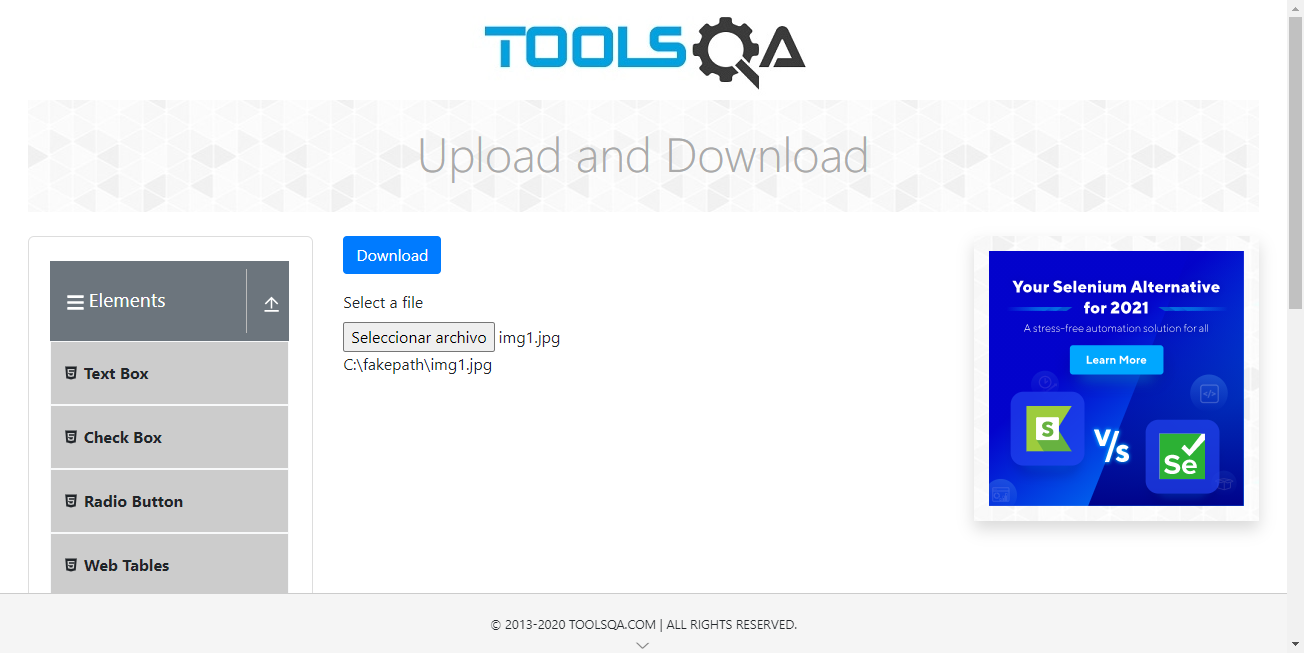 TOOLSQA
Upload and Download
Elements
Text Box
Check Box
Radio Button
Web Tables
Download
Select a file
Seleccionar archivo img1.jpg
C:\fakepath\img1.jpg
Your Selenium Alternative
for 2021
A stress-free automation solution for all
Learn More
S
V/s
Se
© 2013-2020 TOOLSQA.COM | ALL RIGHTS RESERVED.